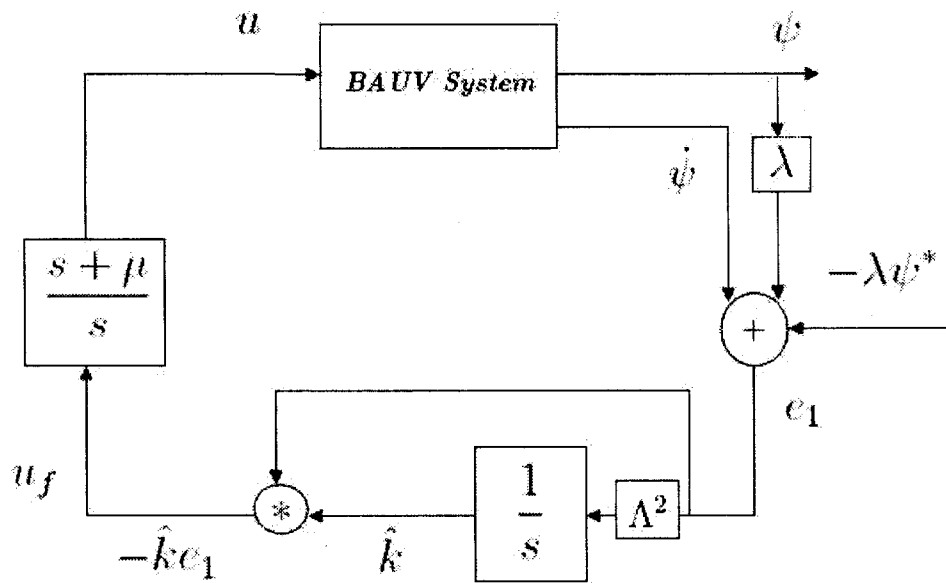 u
BAUV System
ψ
ψ̇
λ
s + μ
s
-λψ*
+
e₁
u_f
*
-k̂e₁
k̂
1
s
Λ²